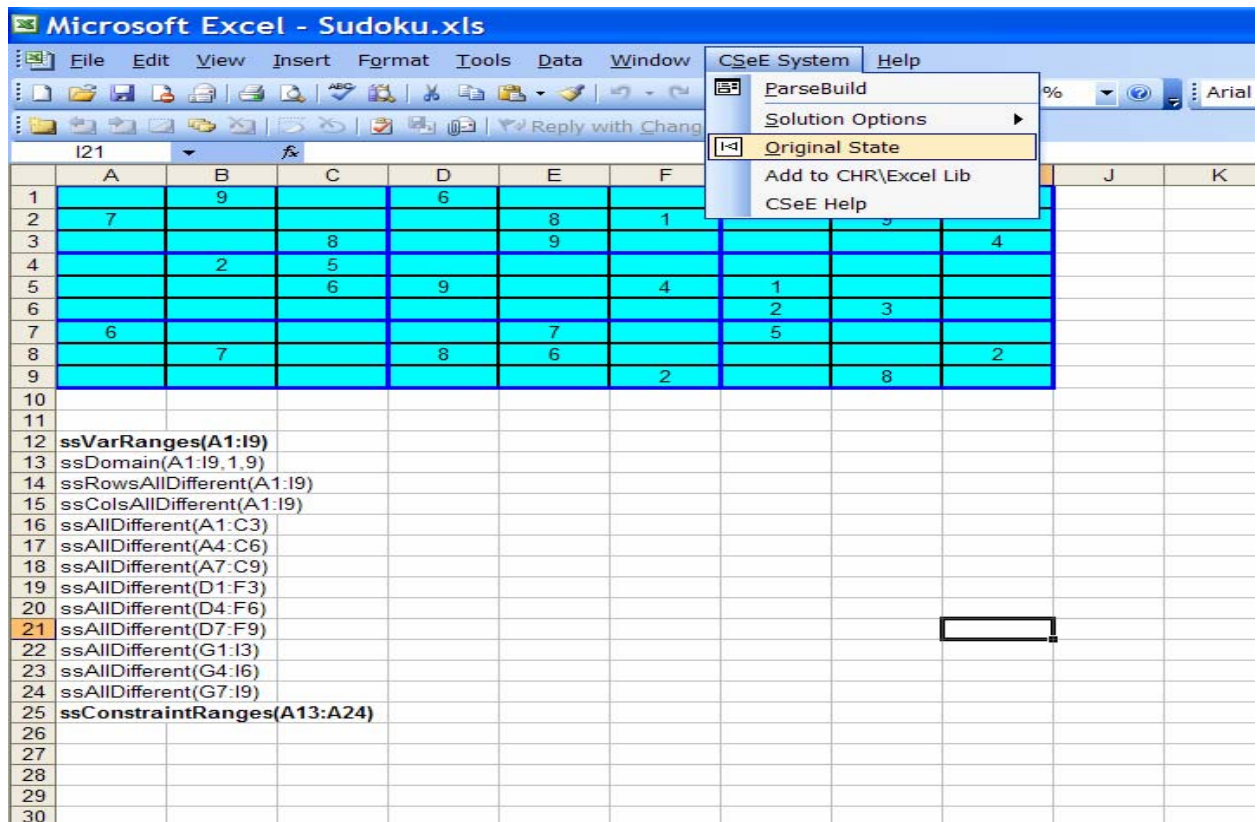 Microsoft Excel - Sudoku.xls
File Edit View Insert Format Tools Data Window CSeE System Help
ParseBuild % Arial
Reply with Chang Solution Options
I21 fx Original State
A B C D E F Add to CHR\Excel Lib J K
CSeE Help
1 9 6
2 7 8 1 9
3 8 9 4
4 2 5
5 6 9 4 1
6 2 3
7 6 7 5
8 7 8 6 2
9 2 8
10
11
12 ssVarRanges(A1:I9)
13 ssDomain(A1:I9,1,9)
14 ssRowsAllDifferent(A1:I9)
15 ssColsAllDifferent(A1:I9)
16 ssAllDifferent(A1:C3)
17 ssAllDifferent(A4:C6)
18 ssAllDifferent(A7:C9)
19 ssAllDifferent(D1:F3)
20 ssAllDifferent(D4:F6)
21 ssAllDifferent(D7:F9)
22 ssAllDifferent(G1:I3)
23 ssAllDifferent(G4:I6)
24 ssAllDifferent(G7:I9)
25 ssConstraintRanges(A13:A24)
26
27
28
29
30